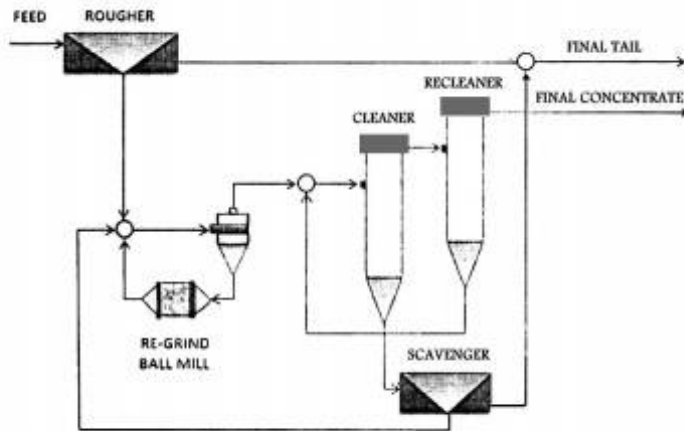 FEED
ROUGHER
FINAL TAIL
RECLEANER
FINAL CONCENTRATE
CLEANER
RE-GRIND
BALL MILL
SCAVENGER